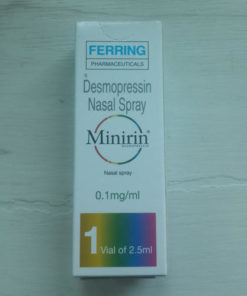 FERRING
PHARMACEUTICALS
Desmopressin
Nasal Spray
Minirin®
Nasal spray
0.1mg/ml
1 Vial of 2.5ml